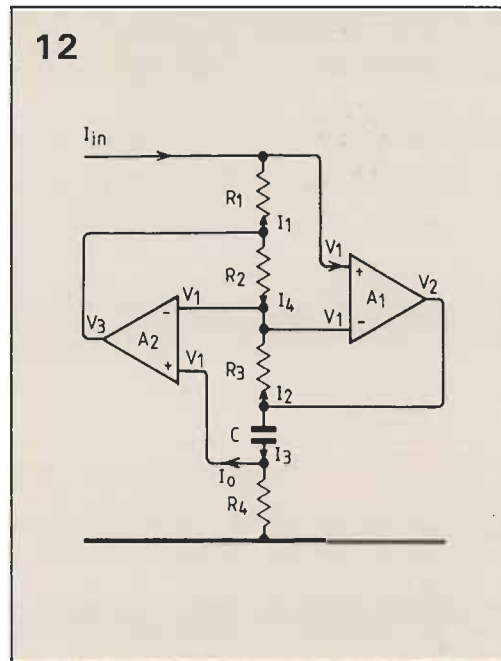 12
Iin
R1
I1
R2
V1
+
A1
V2
V1
I4
V1
-
-
A2
V3
V1
+
R3
I2
C
I3
Io
R4